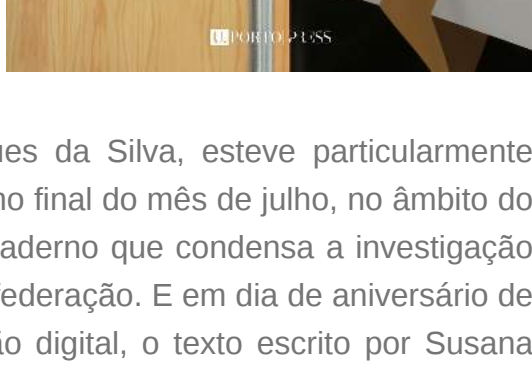 PORTO PRESS
ues da Silva, esteve particularmente
no final do mês de julho, no âmbito do
aderno que condensa a investigação
federação. E em dia de aniversário de
ão digital, o texto escrito por Susana